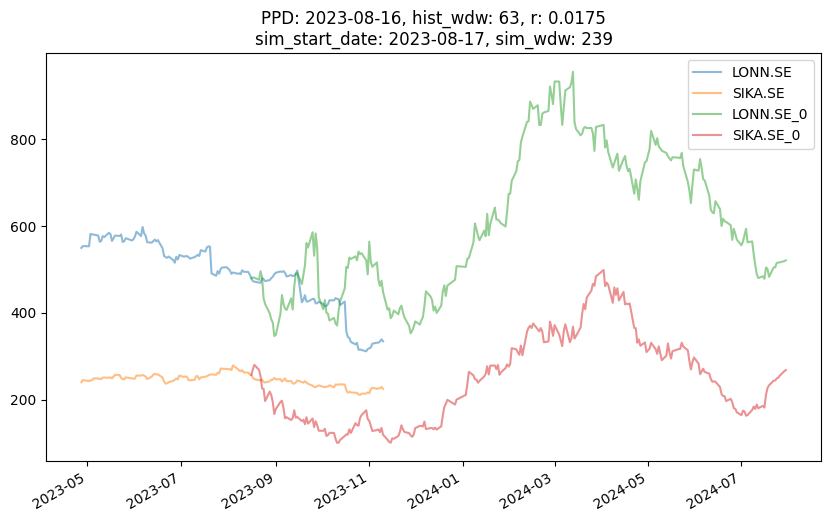 PPD: 2023-08-16, hist_wdw: 63, r: 0.0175
sim_start_date: 2023-08-17, sim_wdw: 239
LONN.SE
SIKA.SE
LONN.SE_0
SIKA.SE_0
800
600
400
200
2023-05
2023-07
2023-09
2023-11
2024-01
2024-03
2024-05
2024-07